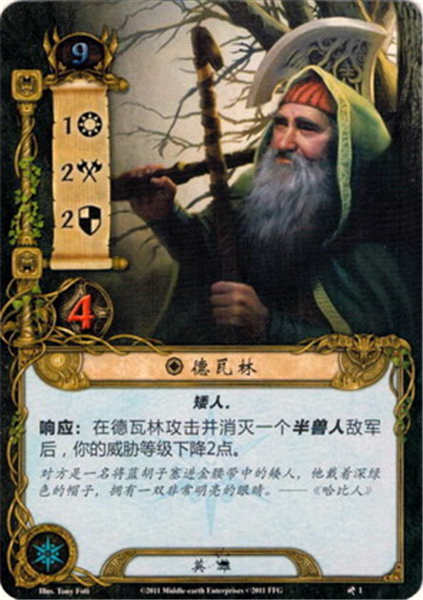 9
1
2
2
4
德瓦林
矮人。
响应：在德瓦林攻击并消灭一个半兽人敌军
后，你的威胁等级下降2点。
对方是一名将蓝胡子塞进金腰带中的矮人，他戴着深绿
色的帽子，拥有一双非常明亮的眼睛。——《哈比人》
英雄
Illus. Tony Foti
©2011 Middle-earth Enterprises ©2011 FFG
1